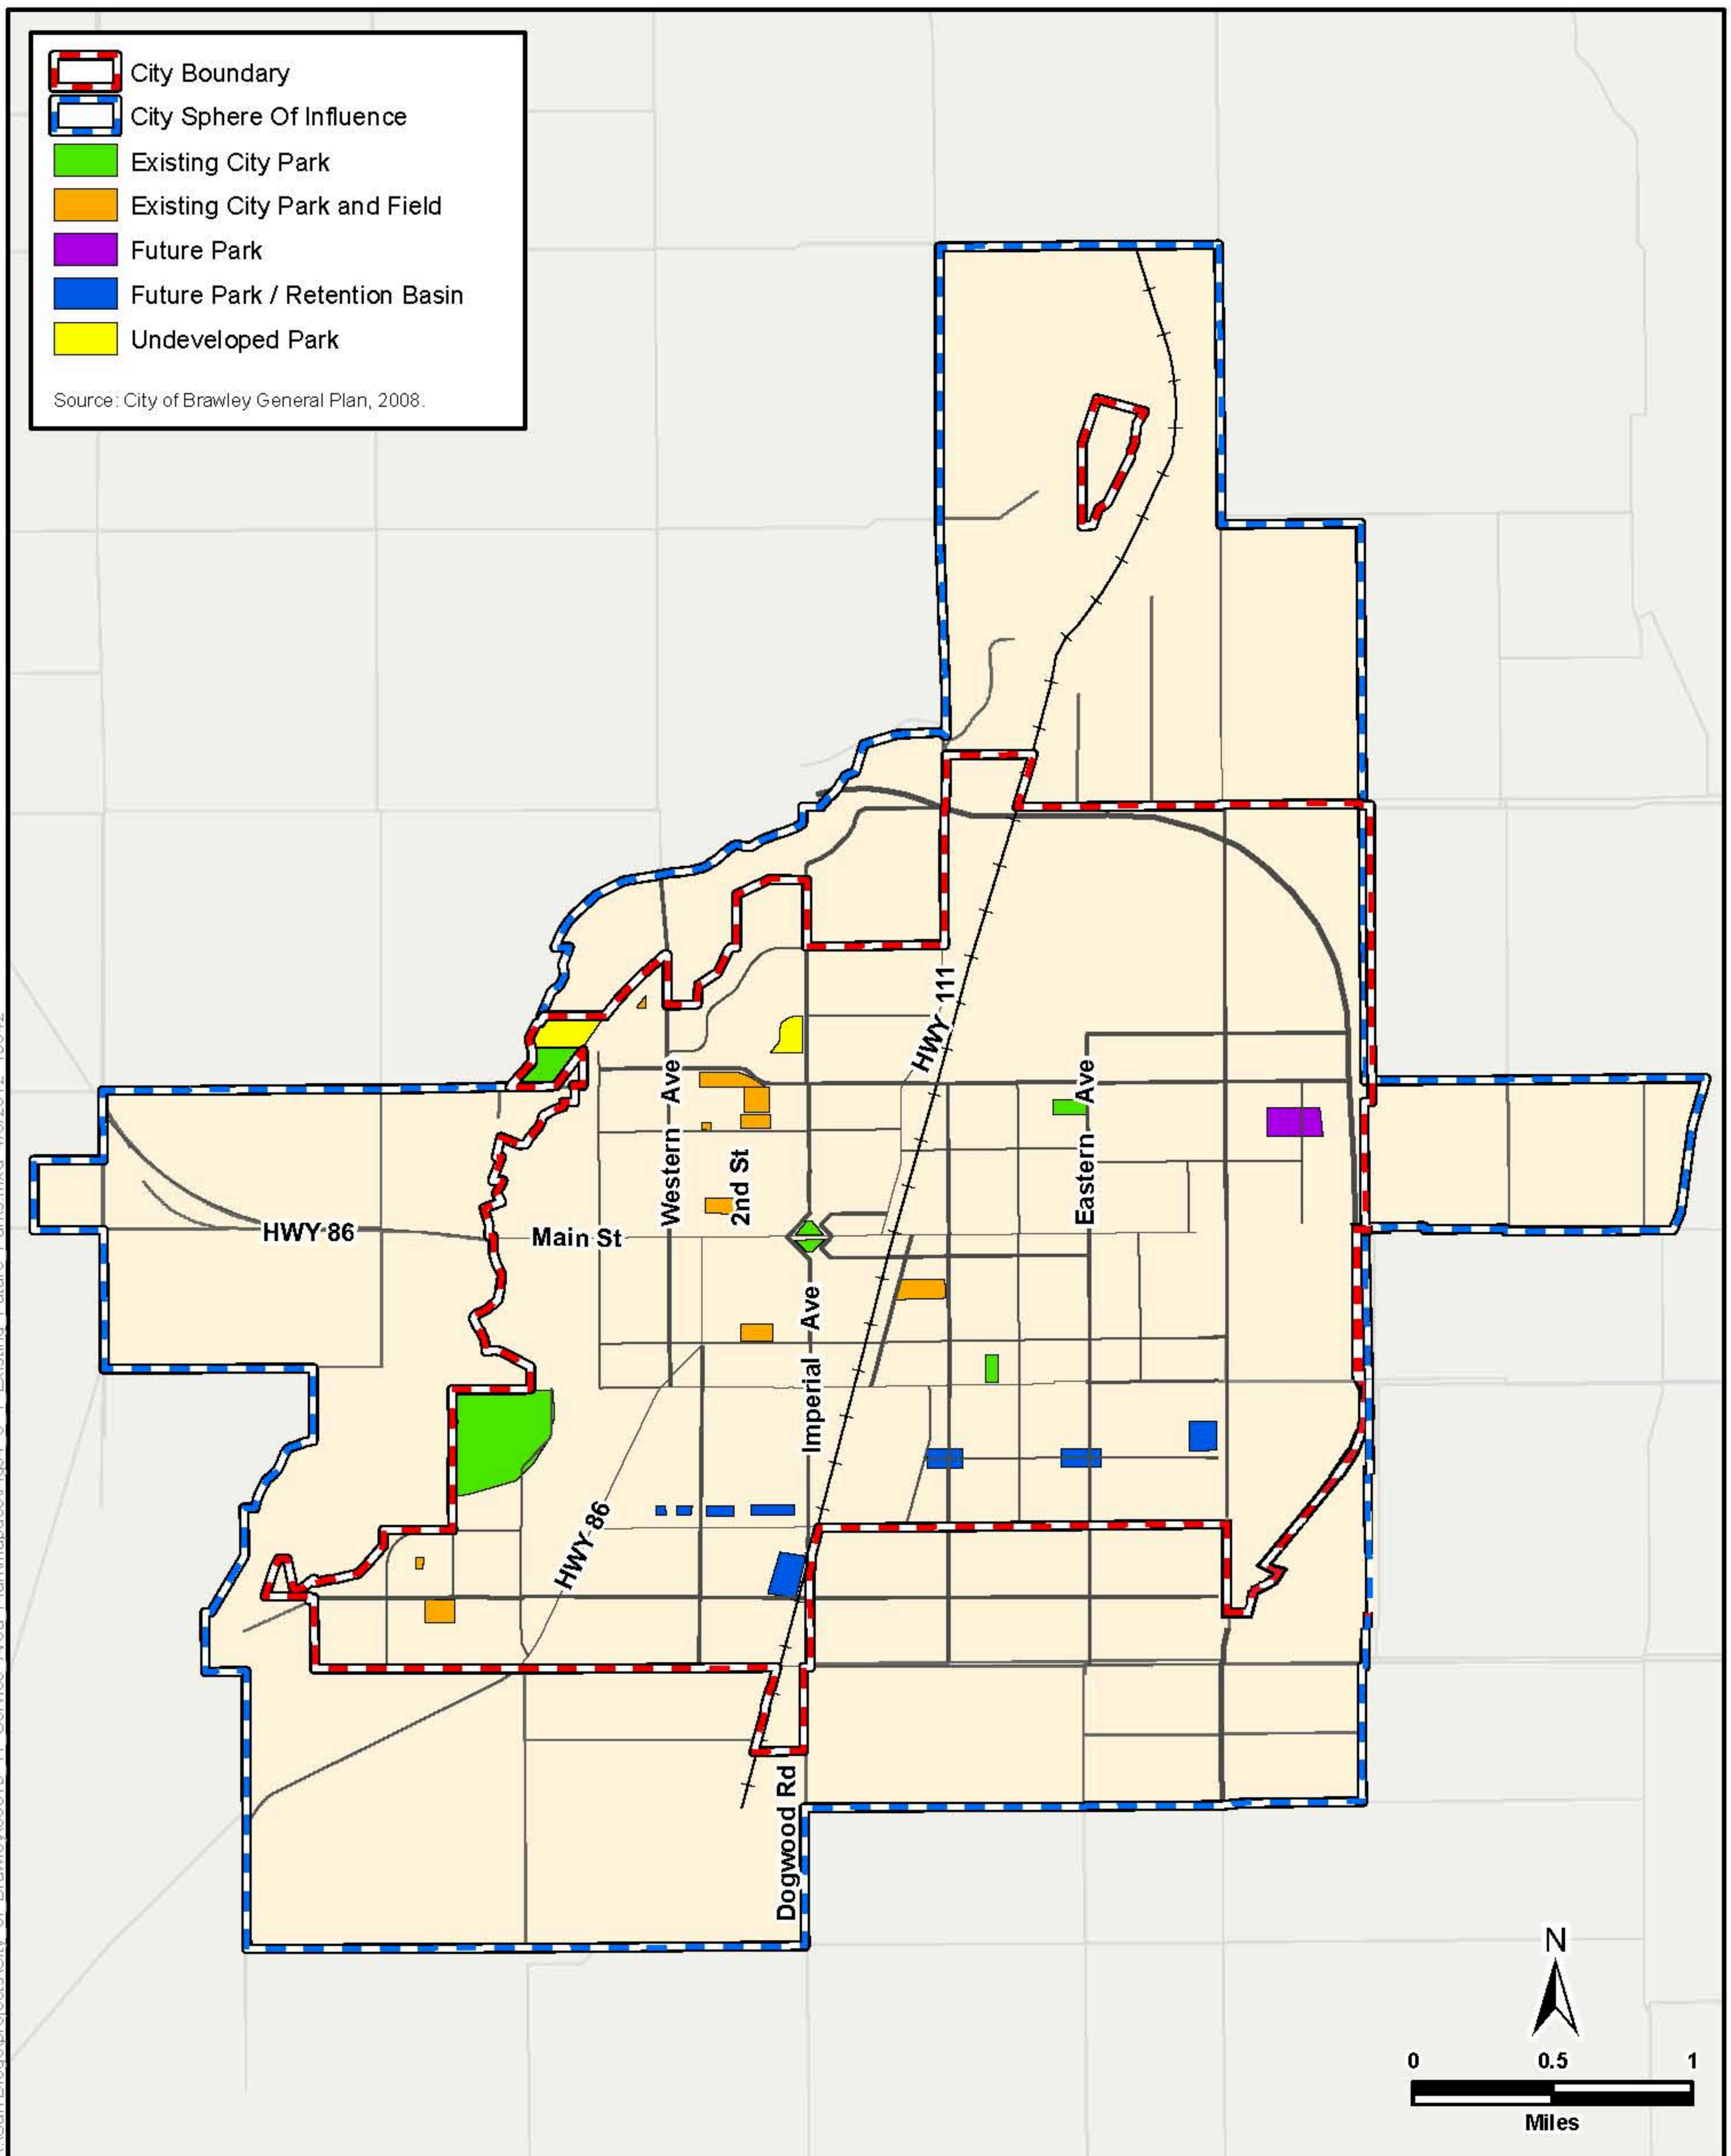 City Boundary
City Sphere Of Influence
Existing City Park
Existing City Park and Field
Future Park
Future Park / Retention Basin
Undeveloped Park
Source: City of Brawley General Plan, 2008.
HWY 111
Western Ave
Eastern Ave
2nd St
HWY 86
Main St
Imperial Ave
HWY 86
Dogwood Rd
N
0 0.5 1
Miles